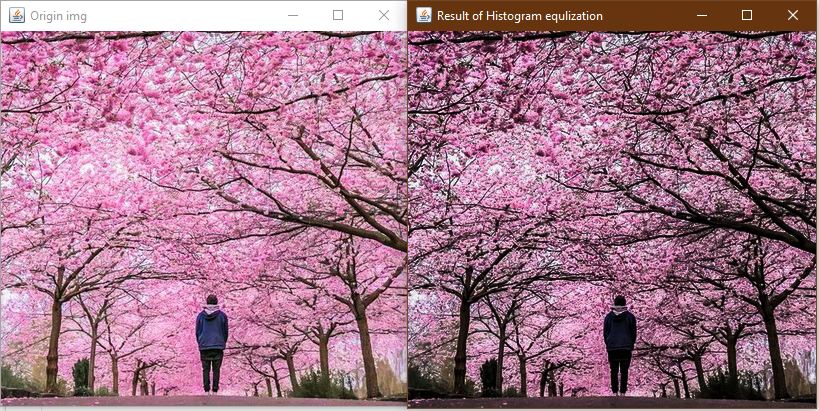 Origin img
Result of Histogram equlization